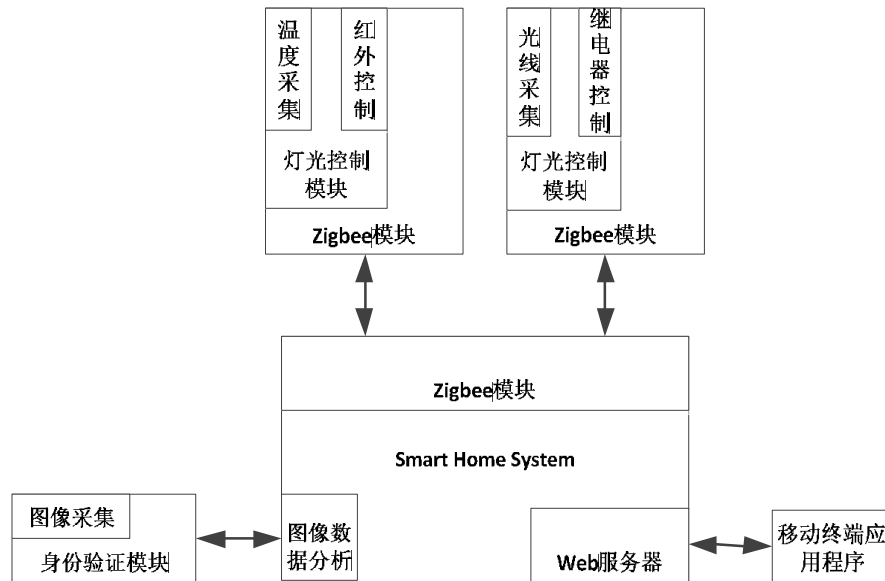 温度采集
红外控制
灯光控制
模块
Zigbee模块
光线采集
继电器控制
灯光控制
模块
Zigbee模块
Zigbee模块
Smart Home System
图像采集
身份验证模块
图像数
据分析
Web服务器
移动终端应
用程序